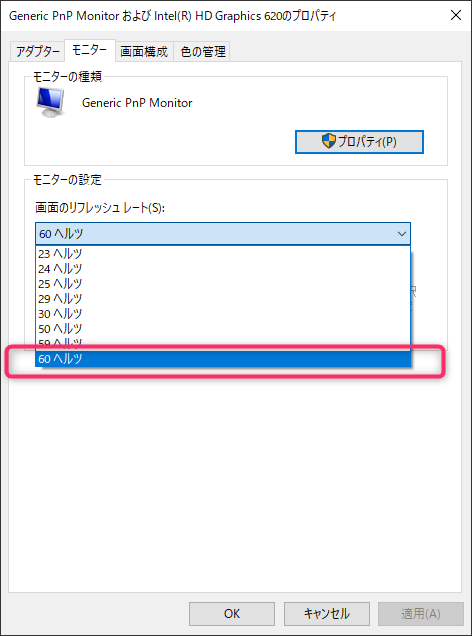 Generic PnP Monitor および Intel(R) HD Graphics 620のプロパティ
アダプター モニター 画面構成 色の管理
モニターの種類
Generic PnP Monitor
プロパティ(P)
モニターの設定
画面のリフレッシュ レート(S):
60 ヘルツ
23 ヘルツ
24 ヘルツ
25 ヘルツ
29 ヘルツ
30 ヘルツ
50 ヘルツ
59 ヘルツ
60 ヘルツ
OK キャンセル 適用(A)